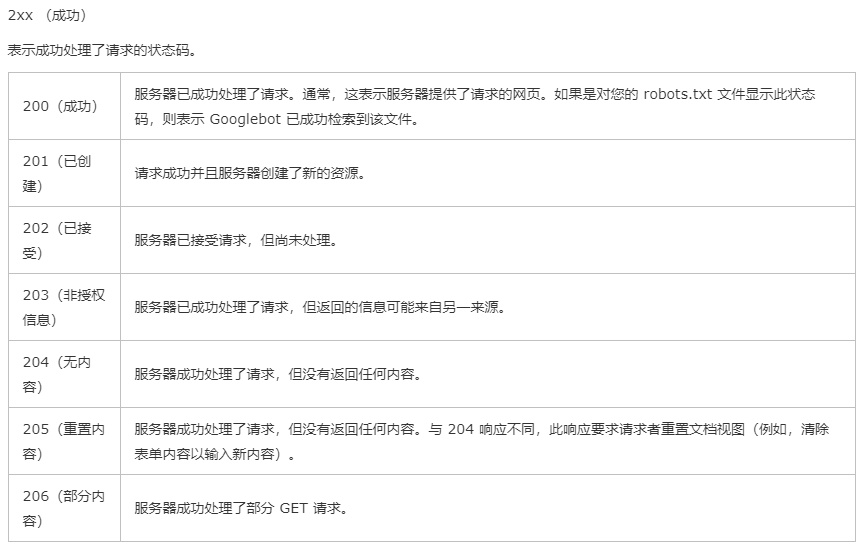 2xx （成功）
表示成功处理了请求的状态码。
200（成功）
服务器已成功处理了请求。通常，这表示服务器提供了请求的网页。如果是对您的 robots.txt 文件显示此状态
码，则表示 Googlebot 已成功检索到该文件。
201（已创
建）
请求成功并且服务器创建了新的资源。
202（已接
受）
服务器已接受请求，但尚未处理。
203（非授权
信息）
服务器已成功处理了请求，但返回的信息可能来自另一来源。
204（无内
容）
服务器成功处理了请求，但没有返回任何内容。
205（重置内
容）
服务器成功处理了请求，但没有返回任何内容。与 204 响应不同，此响应要求请求者重置文档视图（例如，清除
表单内容以输入新内容）。
206（部分内
容）
服务器成功处理了部分 GET 请求。